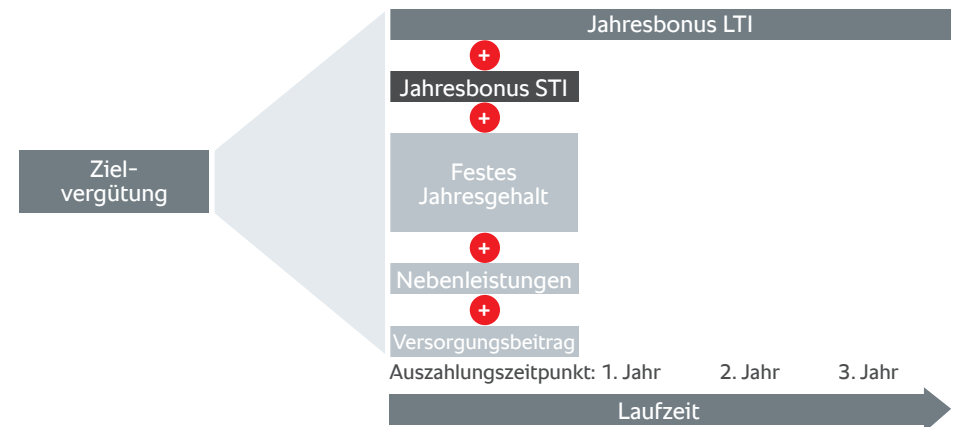 Jahresbonus LTI
+
Jahresbonus STI
+
Ziel-
vergütung
Festes
Jahresgehalt
+
Nebenleistungen
+
Versorgungsbeitrag
Auszahlungszeitpunkt: 1. Jahr 2. Jahr 3. Jahr
Laufzeit